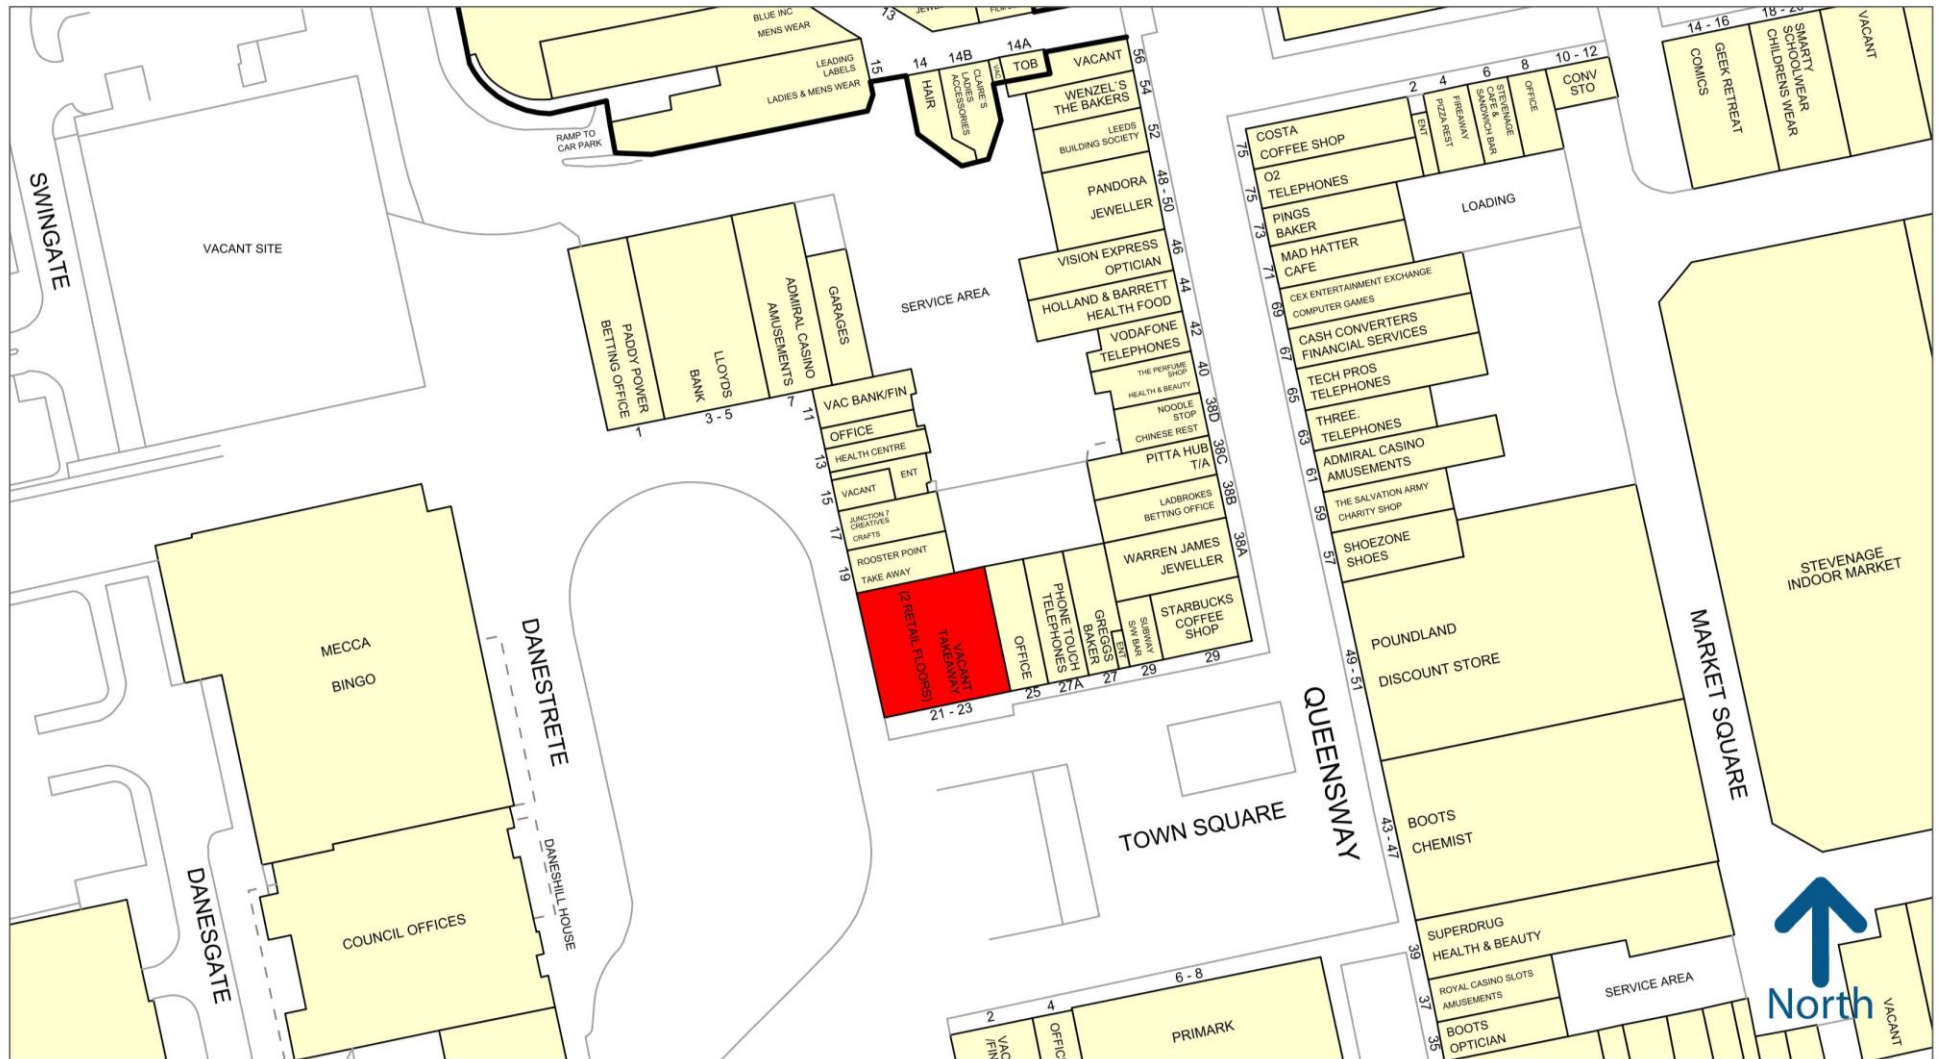 BLUE INC
MENS WEAR
LEADING
LABELS
LADIES & MENS WEAR
15
13
14
HAIR
14B
CLAIRE'S
LADIES
ACCESSORIES
VAC
14A
TOB
VACANT
56
WENZEL`S
THE BAKERS
54
LEEDS
BUILDING SOCIETY
52
PANDORA
JEWELLER
48 - 50
VISION EXPRESS
OPTICIAN
46
HOLLAND & BARRETT
HEALTH FOOD
44
VODAFONE
TELEPHONES
42
THE PERFUME
SHOP
HEALTH & BEAUTY
40
NOODLE
STOP
CHINESE REST
38D
PITTA HUB
T/A
38C
LADBROKES
BETTING OFFICE
38B
WARREN JAMES
JEWELLER
38A
STARBUCKS
COFFEE
SHOP
29
SUBWAY
S/W BAR
29
ENT
GREGGS
BAKER
27
PHONE TOUCH
TELEPHONES
27A
OFFICE
25
VACANT
TAKEAWAY
(2 RETAIL FLOORS)
21 - 23
ROOSTER POINT
TAKE AWAY
19
JUNCTION 7
CREATIVES
CRAFTS
17
VACANT
ENT
15
HEALTH CENTRE
13
OFFICE
VAC BANK/FIN
11
GARAGES
ADMIRAL CASINO
AMUSEMENTS
7
LLOYDS
BANK
3 - 5
PADDY POWER
BETTING OFFICE
1
RAMP TO
CAR PARK
SERVICE AREA
SWINGATE
VACANT SITE
MECCA
BINGO
DANESTRETE
DANESHILL HOUSE
COUNCIL OFFICES
DANESGATE
TOWN SQUARE
QUEENSWAY
MARKET SQUARE
COSTA
COFFEE SHOP
75
O2
TELEPHONES
75
PINGS
BAKER
73
MAD HATTER
CAFE
71
CEX ENTERTAINMENT EXCHANGE
COMPUTER GAMES
69
CASH CONVERTERS
FINANCIAL SERVICES
67
TECH PROS
TELEPHONES
65
THREE.
TELEPHONES
63
ADMIRAL CASINO
AMUSEMENTS
61
THE SALVATION ARMY
CHARITY SHOP
59
SHOEZONE
SHOES
57
POUNDLAND
DISCOUNT STORE
49 - 51
BOOTS
CHEMIST
43 - 47
SUPERDRUG
HEALTH & BEAUTY
39
ROYAL CASINO SLOTS
AMUSEMENTS
37
BOOTS
OPTICIAN
35
SERVICE AREA
2
ENT
4
FIREAWAY
PIZZA REST
6
STEVENAGE
CAFE &
SANDWICH BAR
8
OFFICE
10 - 12
CONV
STO
LOADING
14 - 16
GEEK RETREAT
COMICS
SMARTY
SCHOOLWEAR
CHILDRENS WEAR
VACANT
STEVENAGE
INDOOR MARKET
North
VACANT
2
4
6 - 8
PRIMARK